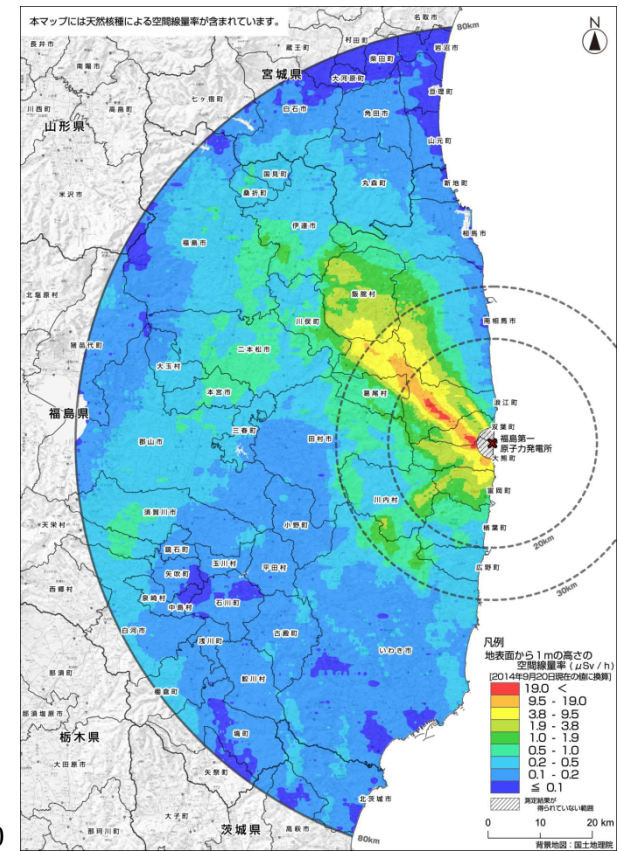 本マップには天然核種による空間線量率が含まれています。
80km
N
名取市
村田町
岩沼市
蔵王町
柴田町
長井市
南陽市
宮城県
大河原町
亘理町
七ヶ宿町
白石市
角田市
川西町
高畠町
山形県
山元町
国見町
丸森町
新地町
桑折町
米沢市
伊達市
相馬市
福島市
飯舘村
北塩原村
川俣町
南相馬市
猪苗代町
二本松市
大玉村
本宮市
葛尾村
浪江町
福島県
双葉町
三春町
福島第一
原子力発電所
郡山市
田村市
大熊町
富岡町
川内村
須賀川市
天栄村
小野町
楢葉町
20km
鏡石町
玉川村
広野町
矢吹町
平田村
30km
西郷村
泉崎村
中島村
石川町
白河市
浅川町
古殿町
いわき市
那須町
鮫川村
棚倉町
那須塩原市
塙町
栃木県
大田原市
矢祭町
北茨城市
大子町
那珂川町
茨城県
高萩市
80km
凡例
地表面から1mの高さの
空間線量率(μSv/h)
[2014年9月20日現在の値に換算]
19.0 <
9.5 - 19.0
3.8 - 9.5
1.9 - 3.8
1.0 - 1.9
0.5 - 1.0
0.2 - 0.5
0.1 - 0.2
≦ 0.1
測定結果が
得られていない範囲
0 10 20 km
背景地図:国土地理院